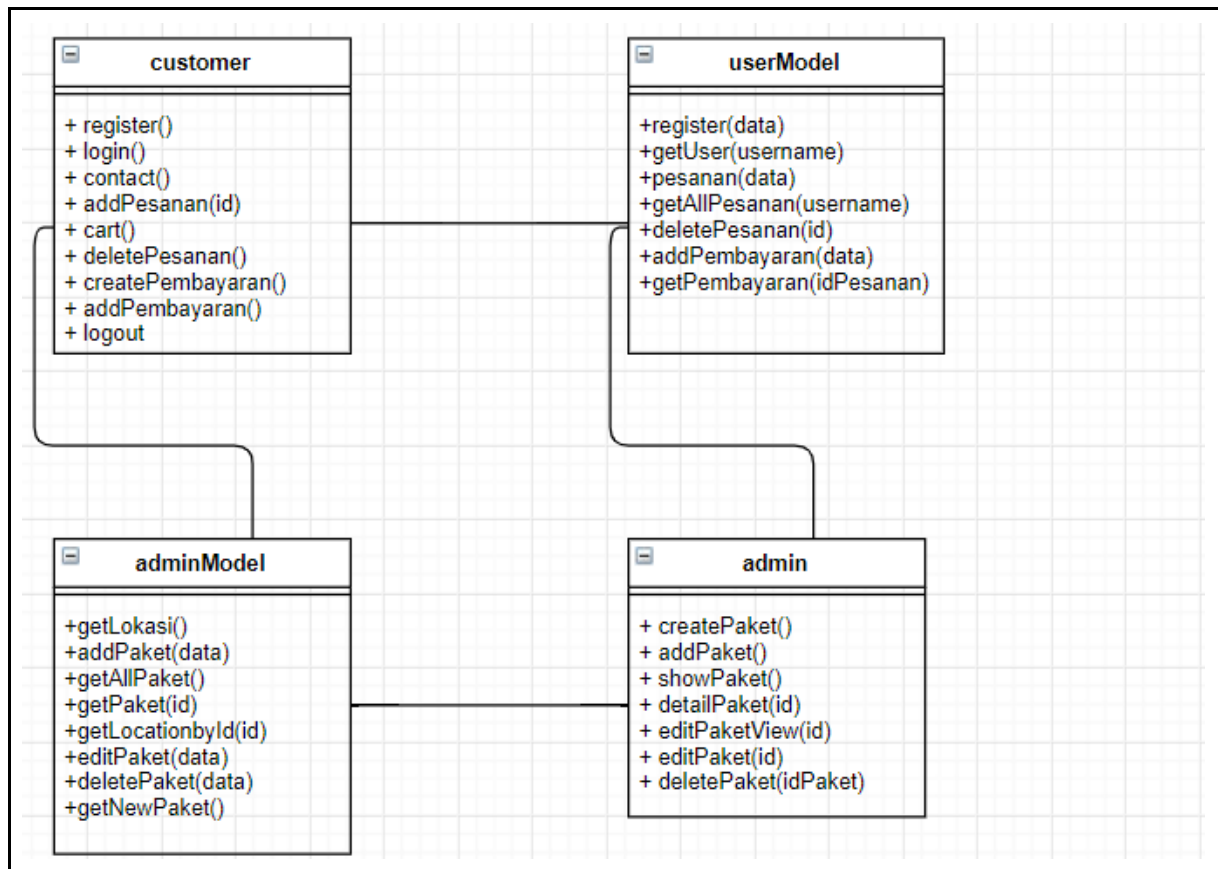 customer
+ register()
+ login()
+ contact()
+ addPesanan(id)
+ cart()
+ deletePesanan()
+ createPembayaran()
+ addPembayaran()
+ logout
userModel
+register(data)
+getUser(username)
+pesanan(data)
+getAllPesanan(username)
+deletePesanan(id)
+addPembayaran(data)
+getPembayaran(idPesanan)
adminModel
+getLokasi()
+addPaket(data)
+getAllPaket()
+getPaket(id)
+getLocationbyId(id)
+editPaket(data)
+deletePaket(data)
+getNewPaket()
admin
+ createPaket()
+ addPaket()
+ showPaket()
+ detailPaket(id)
+ editPaketView(id)
+ editPaket(id)
+ deletePaket(idPaket)